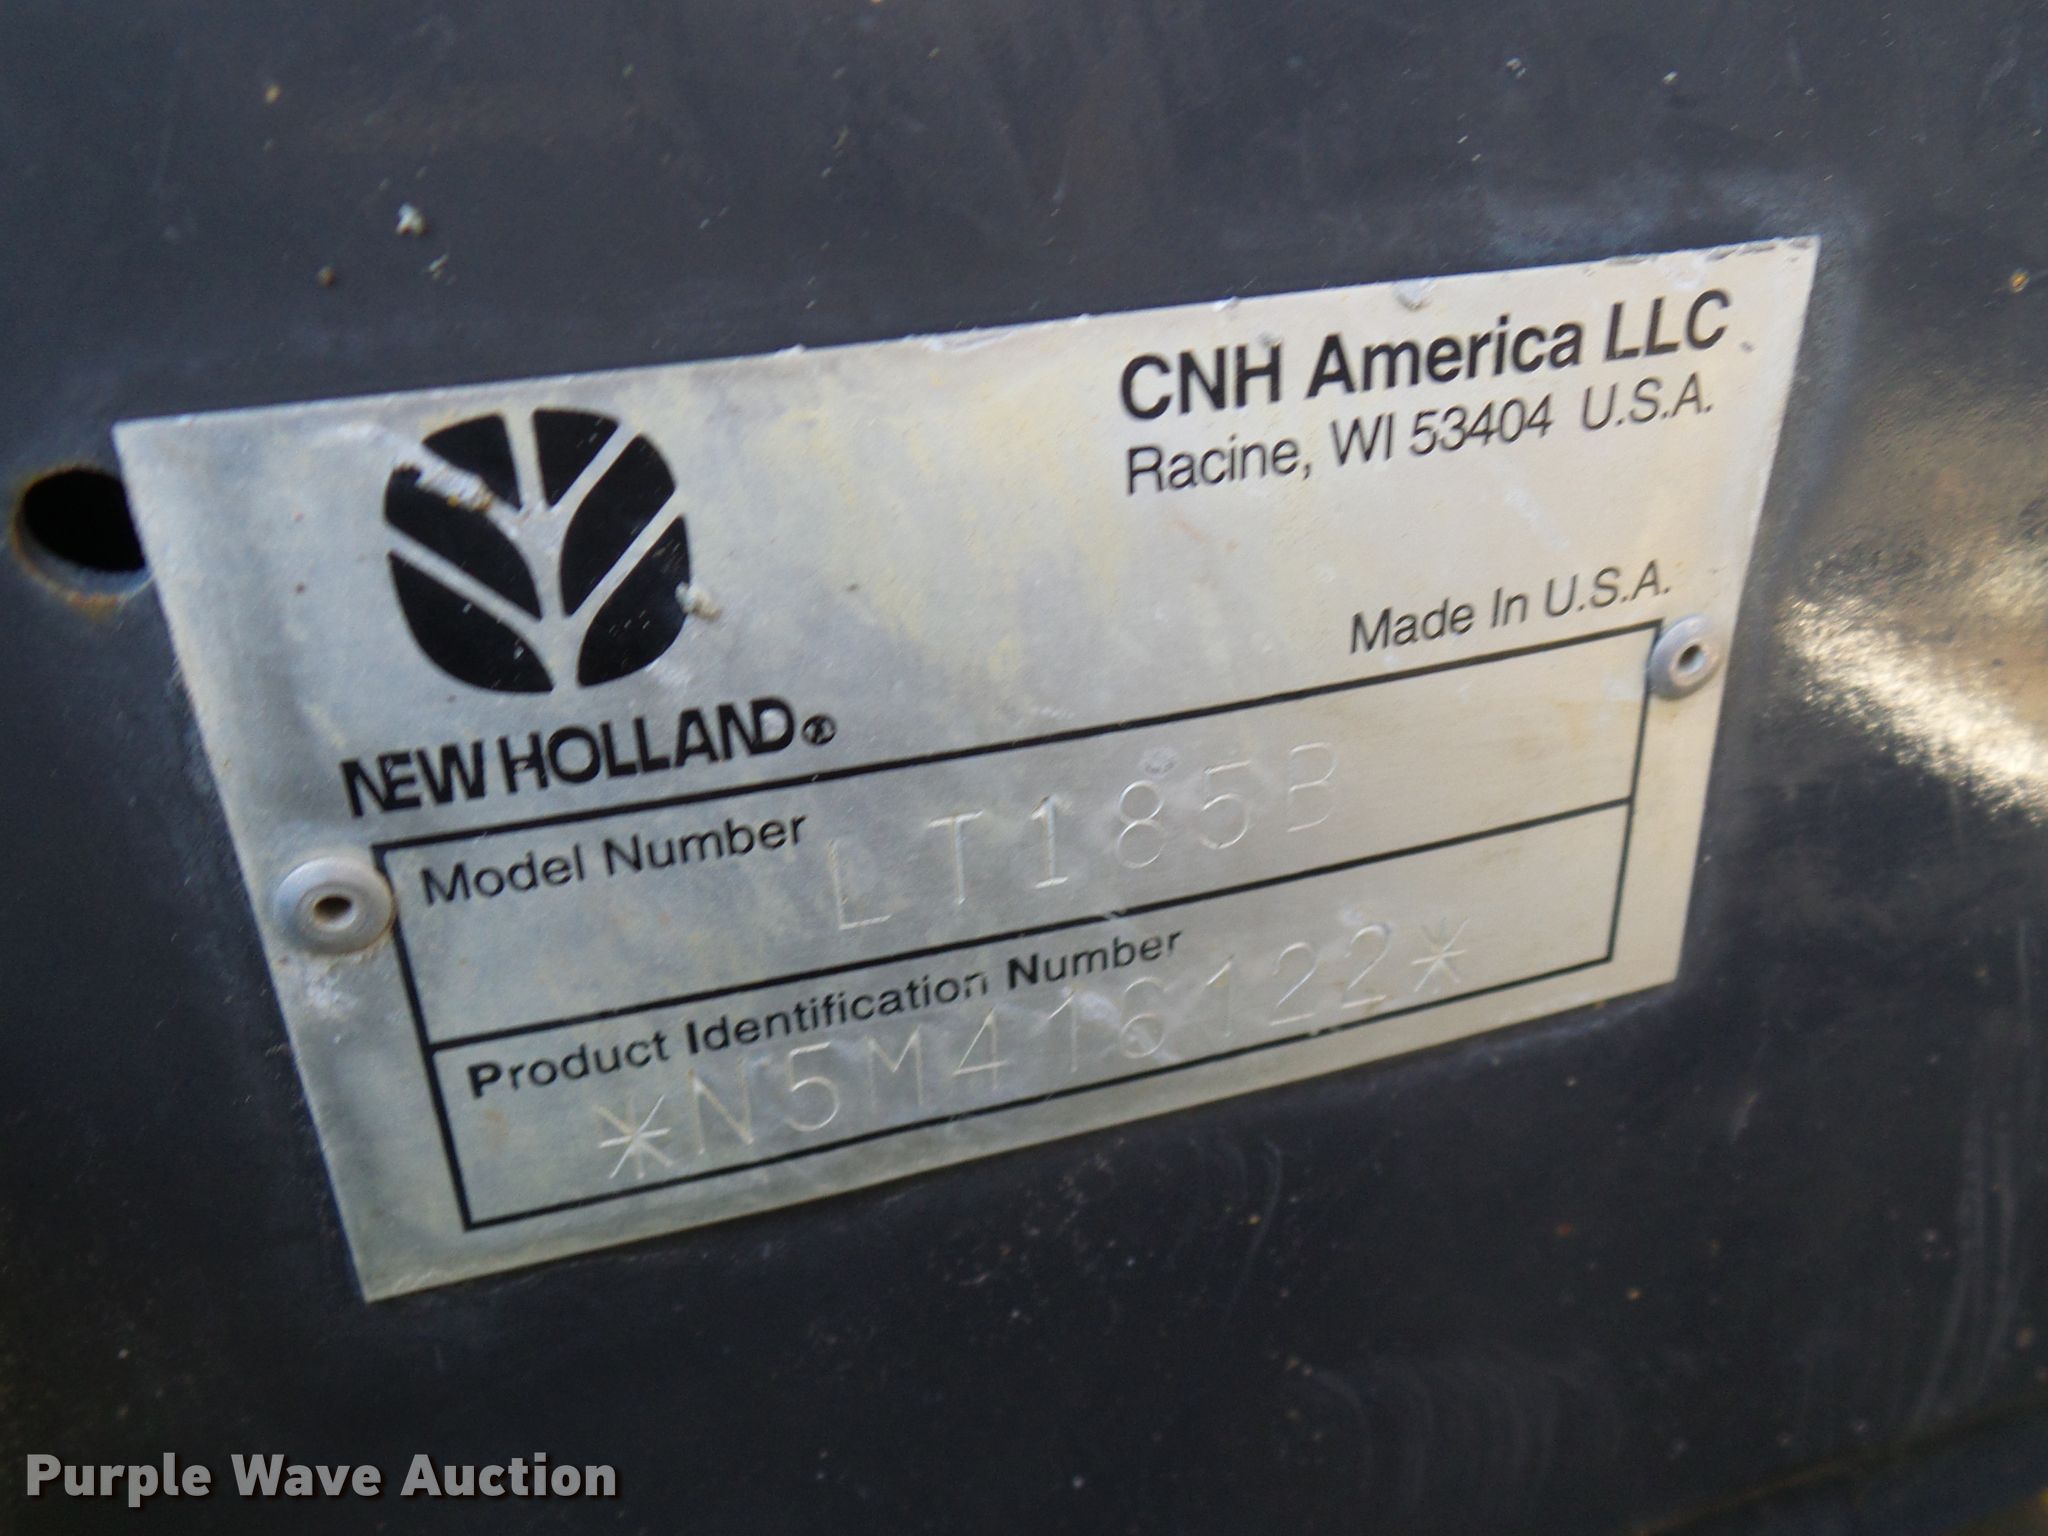 CNH America LLC
Racine, WI 53404 U.S.A.
Made In U.S.A.
NEW HOLLAND®
Model Number
LT185B
Product Identification Number
*N5M416122*
Purple Wave Auction